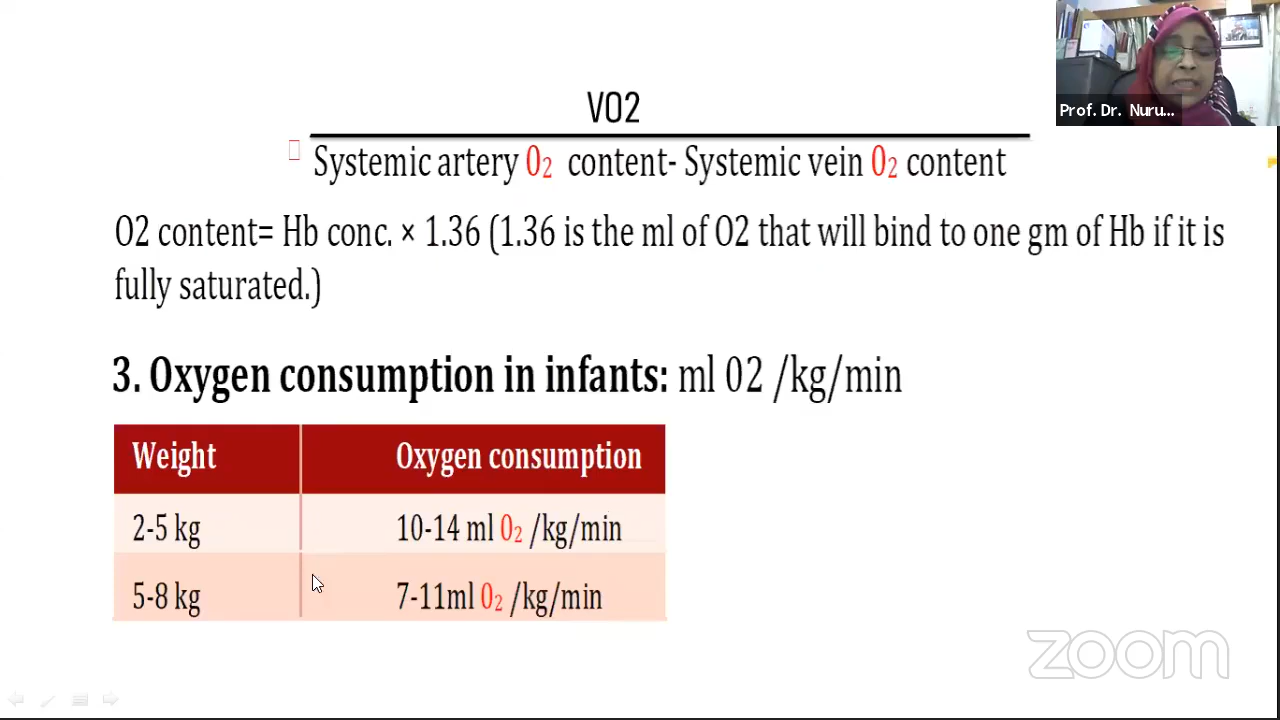 Prof. Dr. Nuru...
VO2
Systemic artery O2 content- Systemic vein O2 content
O2 content= Hb conc. × 1.36 (1.36 is the ml of O2 that will bind to one gm of Hb if it is
fully saturated.)
3. Oxygen consumption in infants: ml O2 /kg/min
Weight Oxygen consumption
2-5 kg 10-14 ml O2 /kg/min
5-8 kg 7-11ml O2 /kg/min
zoom